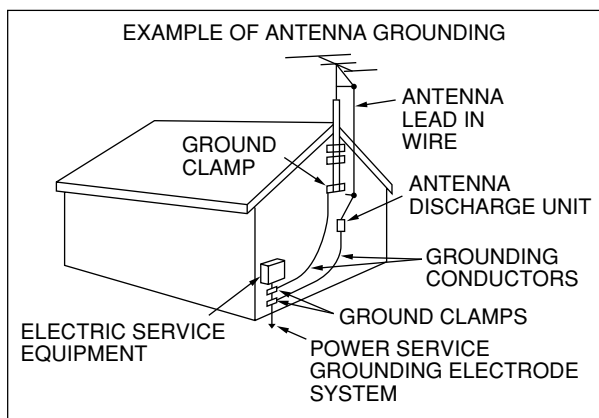 EXAMPLE OF ANTENNA GROUNDING
ANTENNA
LEAD IN
WIRE
GROUND
CLAMP
ANTENNA
DISCHARGE UNIT
GROUNDING
CONDUCTORS
GROUND CLAMPS
ELECTRIC SERVICE
EQUIPMENT
POWER SERVICE
GROUNDING ELECTRODE
SYSTEM